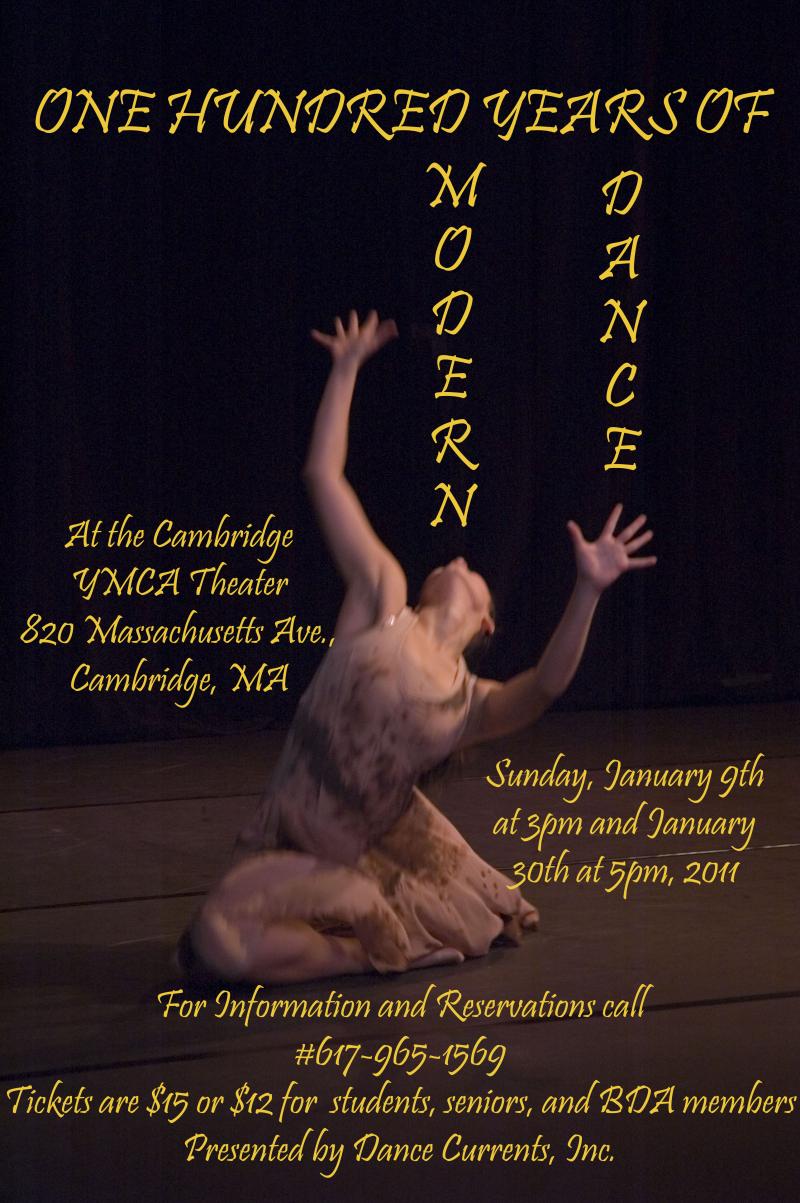 ONE HUNDRED YEARS OF
MODERN
DANCE
At the Cambridge
YMCA Theater
820 Massachusetts Ave.,
Cambridge, MA
Sunday, January 9th
at 3pm and January
30th at 5pm, 2011
For Information and Reservations call
#617-965-1569
Tickets are $15 or $12 for students, seniors, and BDA members
Presented by Dance Currents, Inc.